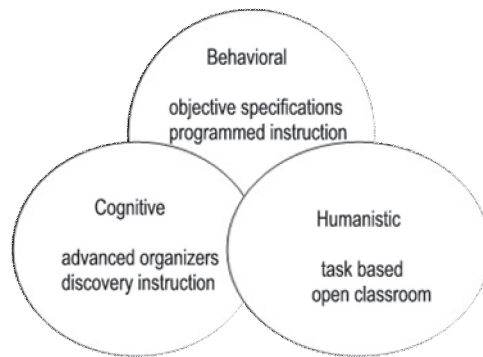 Behavioral
objective specifications
programmed instruction
Cognitive
advanced organizers
discovery instruction
Humanistic
task based
open classroom